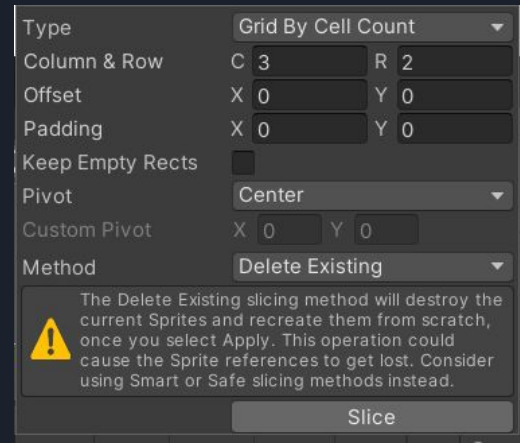 Type Grid By Cell Count
Column & Row C 3 R 2
Offset X 0 Y 0
Padding X 0 Y 0
Keep Empty Rects
Pivot Center
Custom Pivot X 0 Y 0
Method Delete Existing
The Delete Existing slicing method will destroy the
current Sprites and recreate them from scratch,
once you select Apply. This operation could
cause the Sprite references to get lost. Consider
using Smart or Safe slicing methods instead.
Slice